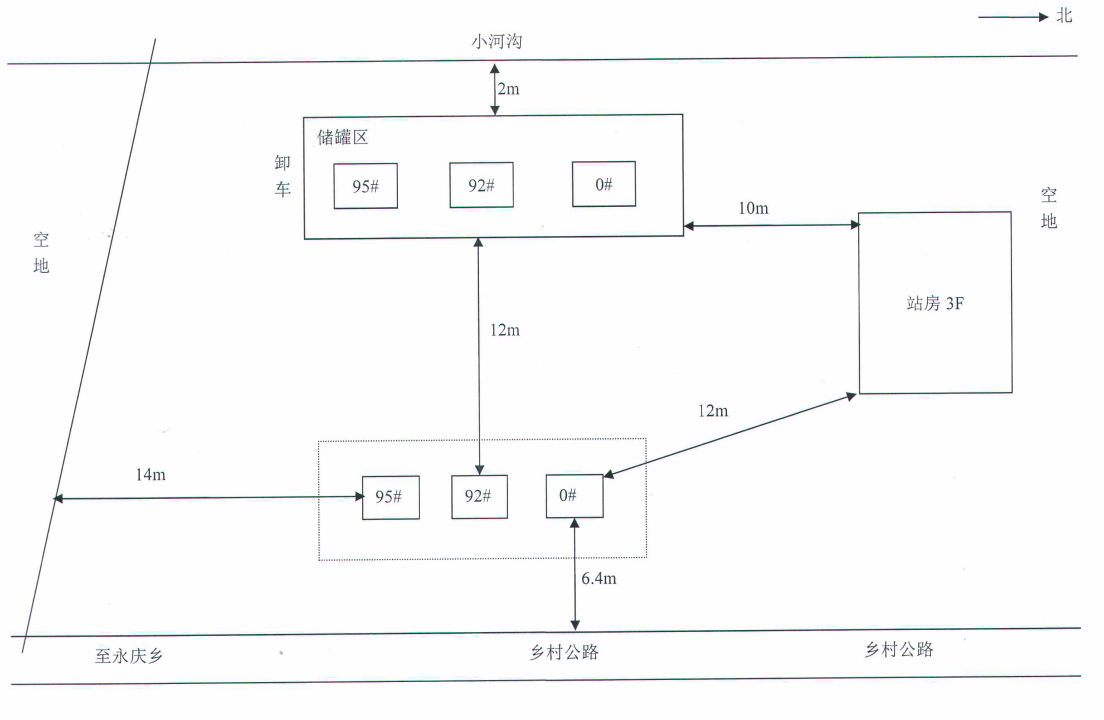 北
小河沟
2m
储罐区
卸车
95#
92#
0#
10m
空地
空地
站房 3F
12m
12m
14m
95#
92#
0#
6.4m
至永庆乡
乡村公路
乡村公路